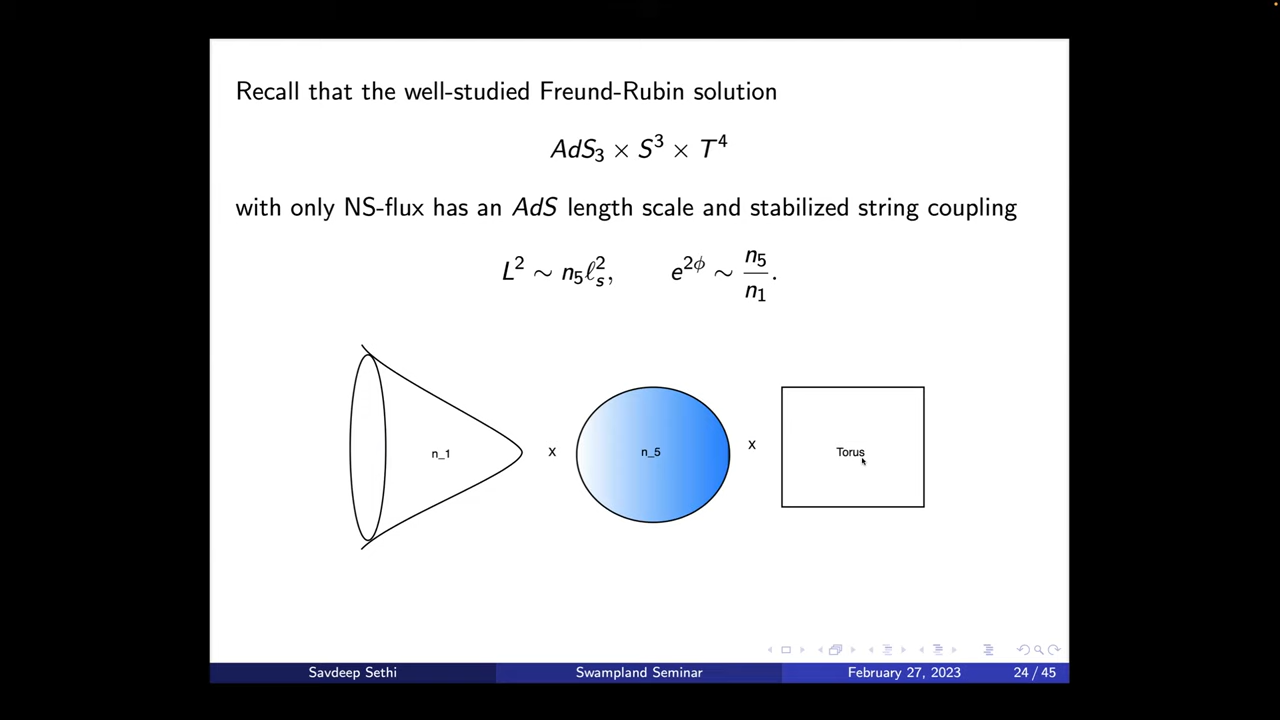 Recall that the well-studied Freund-Rubin solution
AdS₃ × S³ × T⁴
with only NS-flux has an AdS length scale and stabilized string coupling
L² ∼ n₅ℓₛ², e^{2ϕ} ∼ n₅/n₁.
n_1 x n_5 x Torus
Savdeep Sethi Swampland Seminar February 27, 2023 24 / 45